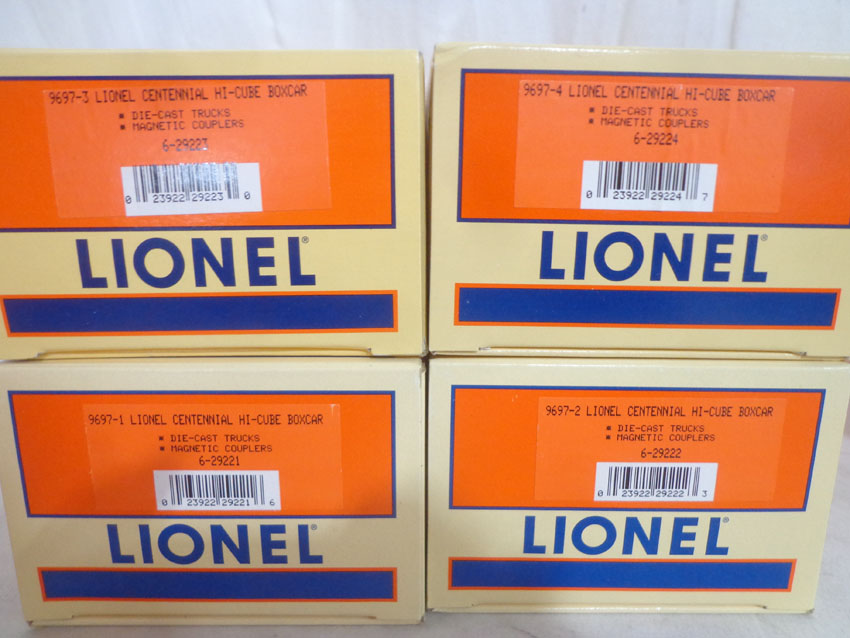 9697-3 LIONEL CENTENNIAL HI-CUBE BOXCAR
■ DIE-CAST TRUCKS
■ MAGNETIC COUPLERS
6-29223
0 23922 29223 0
LIONEL®
9697-4 LIONEL CENTENNIAL HI-CUBE BOXCAR
■ DIE-CAST TRUCKS
■ MAGNETIC COUPLERS
6-29224
0 23922 29224 7
LIONEL®
9697-1 LIONEL CENTENNIAL HI-CUBE BOXCAR
■ DIE-CAST TRUCKS
■ MAGNETIC COUPLERS
6-29221
0 23922 29221 6
LIONEL®
9697-2 LIONEL CENTENNIAL HI-CUBE BOXCAR
■ DIE-CAST TRUCKS
■ MAGNETIC COUPLERS
6-29222
0 23922 29222 3
LIONEL®